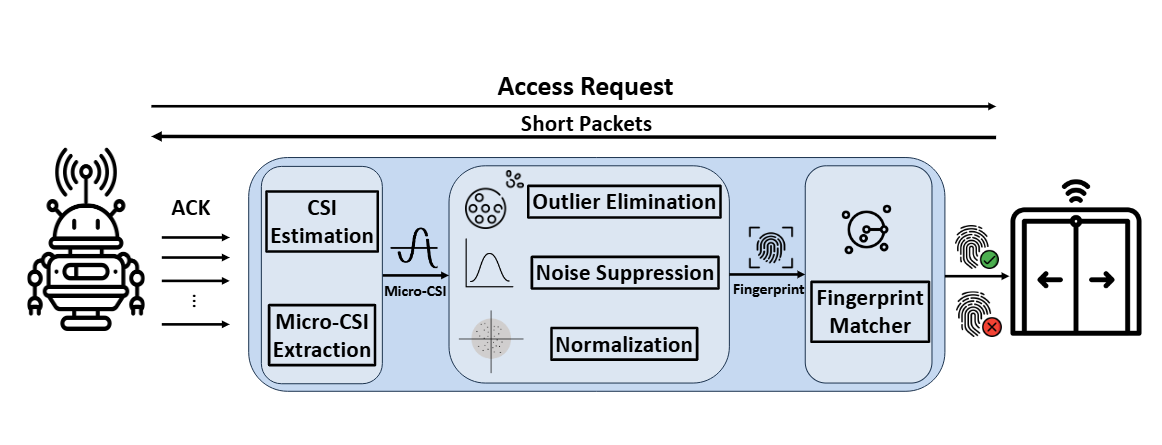 Access Request
Short Packets
ACK
CSI
Estimation
Micro-CSI
Extraction
Micro-CSI
Outlier Elimination
Noise Suppression
Normalization
Fingerprint
Fingerprint
Matcher